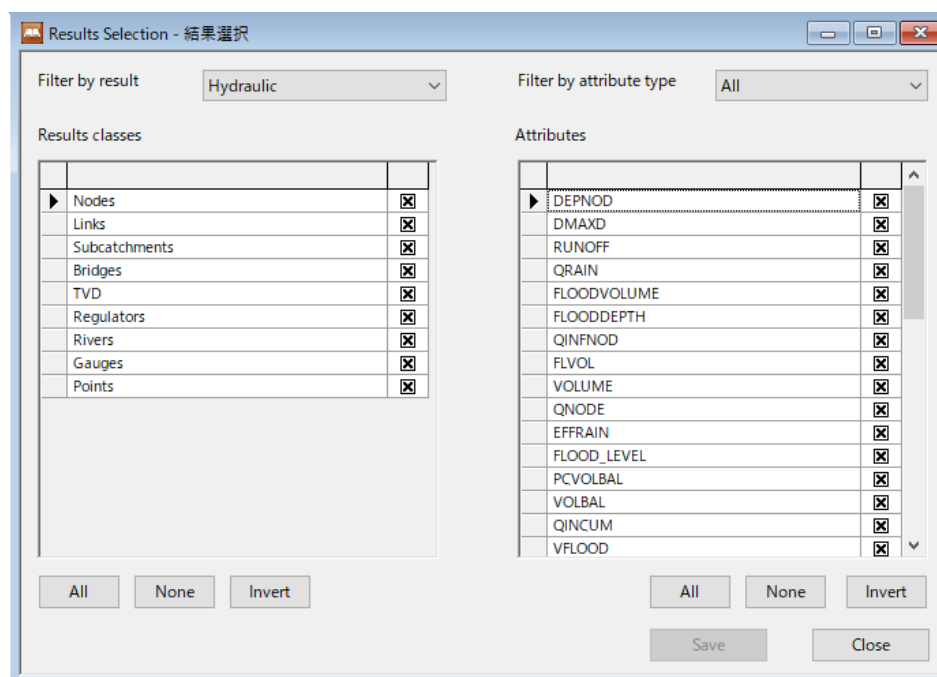 Results Selection - 結果選択
Filter by result
Hydraulic
Filter by attribute type
All
Results classes
Nodes
Links
Subcatchments
Bridges
TVD
Regulators
Rivers
Gauges
Points
All None Invert
Attributes
DEPNOD
DMAXD
RUNOFF
QRAIN
FLOODVOLUME
FLOODDEPTH
QINFNOD
FLVOL
VOLUME
QNODE
EFFRAIN
FLOOD_LEVEL
PCVOLBAL
VOLBAL
QINCUM
VFLOOD
All None Invert
Save Close